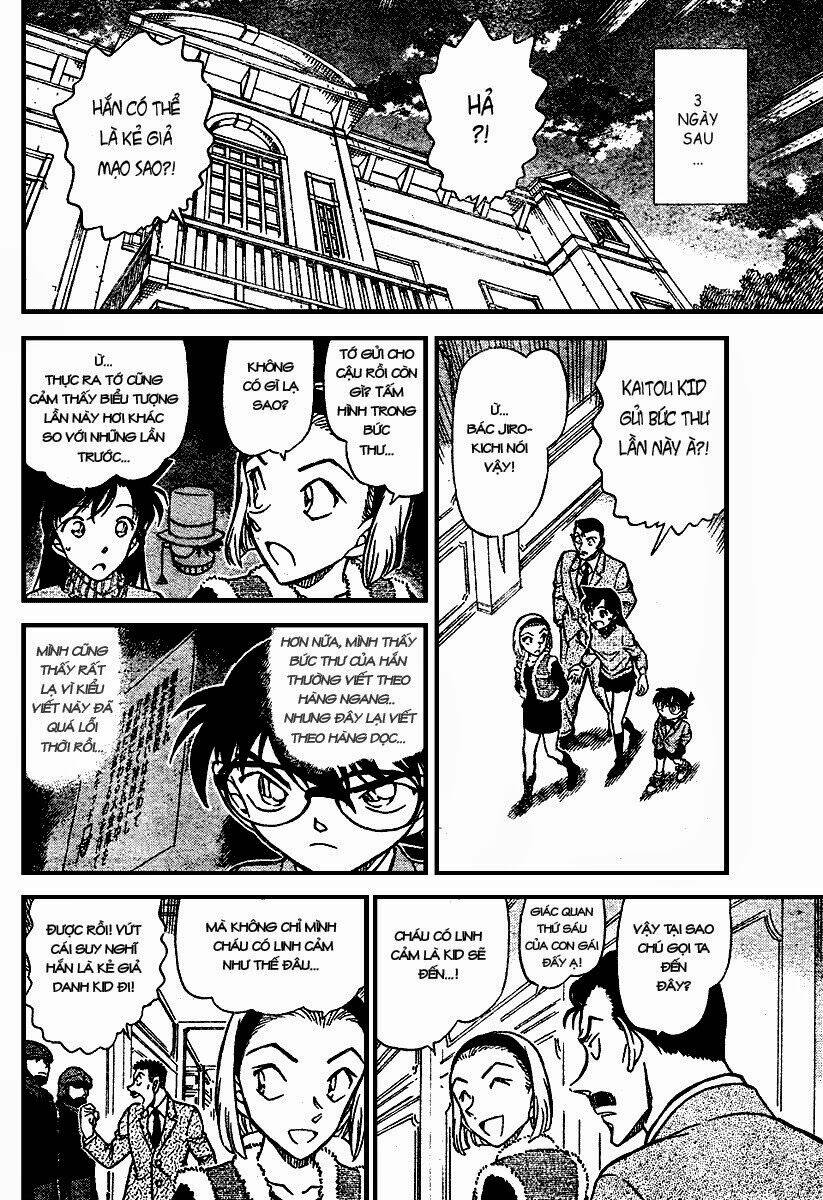 3
NGÀY
SAU
...
HẢ
?!
HẮN CÓ THỂ
LÀ KẺ GIẢ
MẠO SAO?!
KAITOU KID
GỬI BỨC THƯ
LẦN NÀY À?!
Ừ...
BÁC JIRO-
KICHI NÓI
VẬY!
TỚ GỬI CHO
CẬU RỒI CÒN
GÌ? TẤM
HÌNH TRONG
BỨC
THƯ...
KHÔNG
CÓ GÌ LẠ
SAO?
Ừ...
THỰC RA TỚ CŨNG
CẢM THẤY BIỂU TƯỢNG
LẦN NÀY HƠI KHÁC
SO VỚI NHỮNG LẦN
TRƯỚC...
HƠN NỮA, MÌNH THẤY
BỨC THƯ CỦA HẮN
THƯỜNG VIẾT THEO
HÀNG NGANG..
NHƯNG ĐÂY LẠI VIẾT
THEO HÀNG DỌC...
MÌNH CŨNG
THẤY RẤT
LẠ VÌ KIỂU
VIẾT NÀY ĐÃ
QUÁ LỖI
THỜI RỒI...
VẬY TẠI SAO
CHÚ GỌI TA
ĐẾN
ĐÂY?
GIÁC QUAN
THỨ SÁU
CỦA CON GÁI
ĐẤY Ạ!
CHÁU CÓ LINH
CẢM LÀ KID SẼ
ĐẾN...!
MÀ KHÔNG CHỈ MÌNH
CHÁU CÓ LINH CẢM
NHƯ THẾ ĐÂU...
ĐƯỢC RỒI! VỨT
CÁI SUY NGHĨ
HẮN LÀ KẺ GIẢ
DANH KID ĐI!